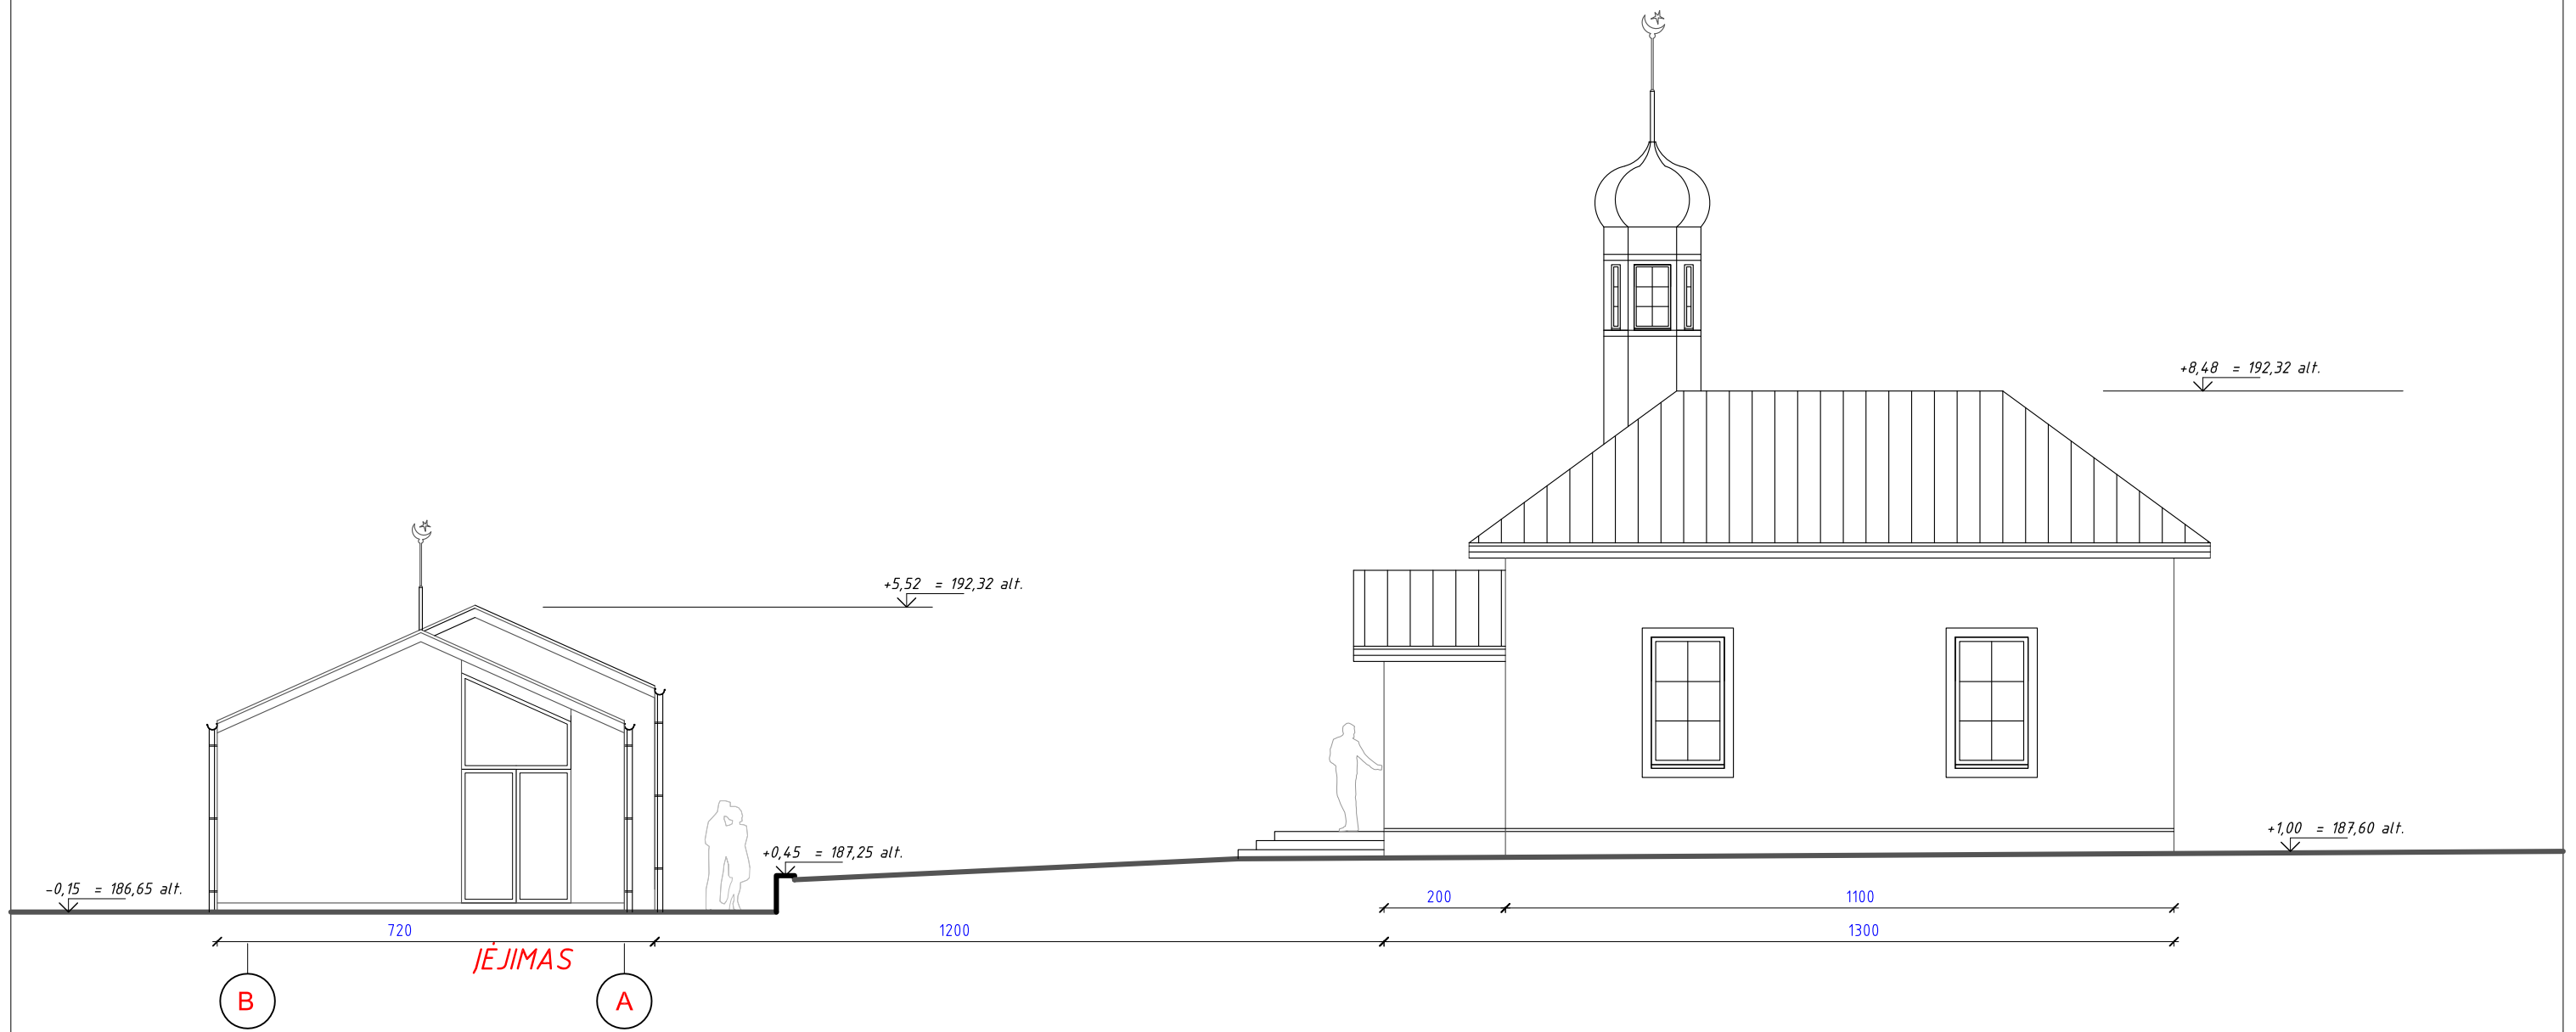 +8,48 = 192,32 alt.
+5,52 = 192,32 alt.
+1,00 = 187,60 alt.
+0,45 = 187,25 alt.
-0,15 = 186,65 alt.
200
1100
720
1200
1300
ĮĖJIMAS
B
A